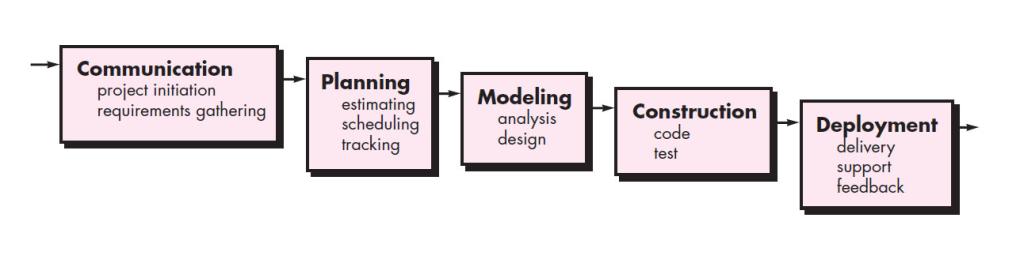 Communication
project initiation
requirements gathering
Planning
estimating
scheduling
tracking
Modeling
analysis
design
Construction
code
test
Deployment
delivery
support
feedback